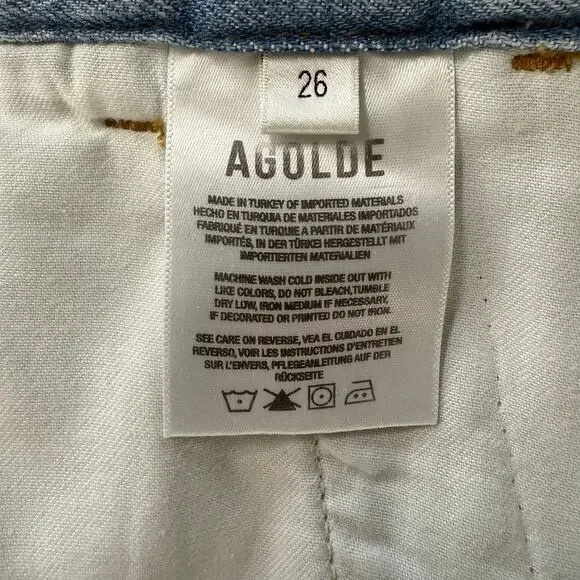 26
AGOLDE
MADE IN TURKEY OF IMPORTED MATERIALS
HECHO EN TURQUIA DE MATERIALES IMPORTADOS
FABRIQUÉ EN TURQUIE A PARTIR DE MATÉRIAUX
IMPORTÉS, IN DER TÜRKEI HERGESTELLT MIT
IMPORTIERTEN MATERIALIEN
MACHINE WASH COLD INSIDE OUT WITH
LIKE COLORS, DO NOT BLEACH, TUMBLE
DRY LOW, IRON MEDIUM IF NECESSARY,
IF DECORATED OR PRINTED DO NOT IRON.
SEE CARE ON REVERSE, VEA EL CUIDADO EN EL
REVERSO, VOIR LES INSTRUCTIONS D'ENTRETIEN
SUR L'ENVERS, PFLEGEANLEITUNG AUF DER
RÜCKSEITE